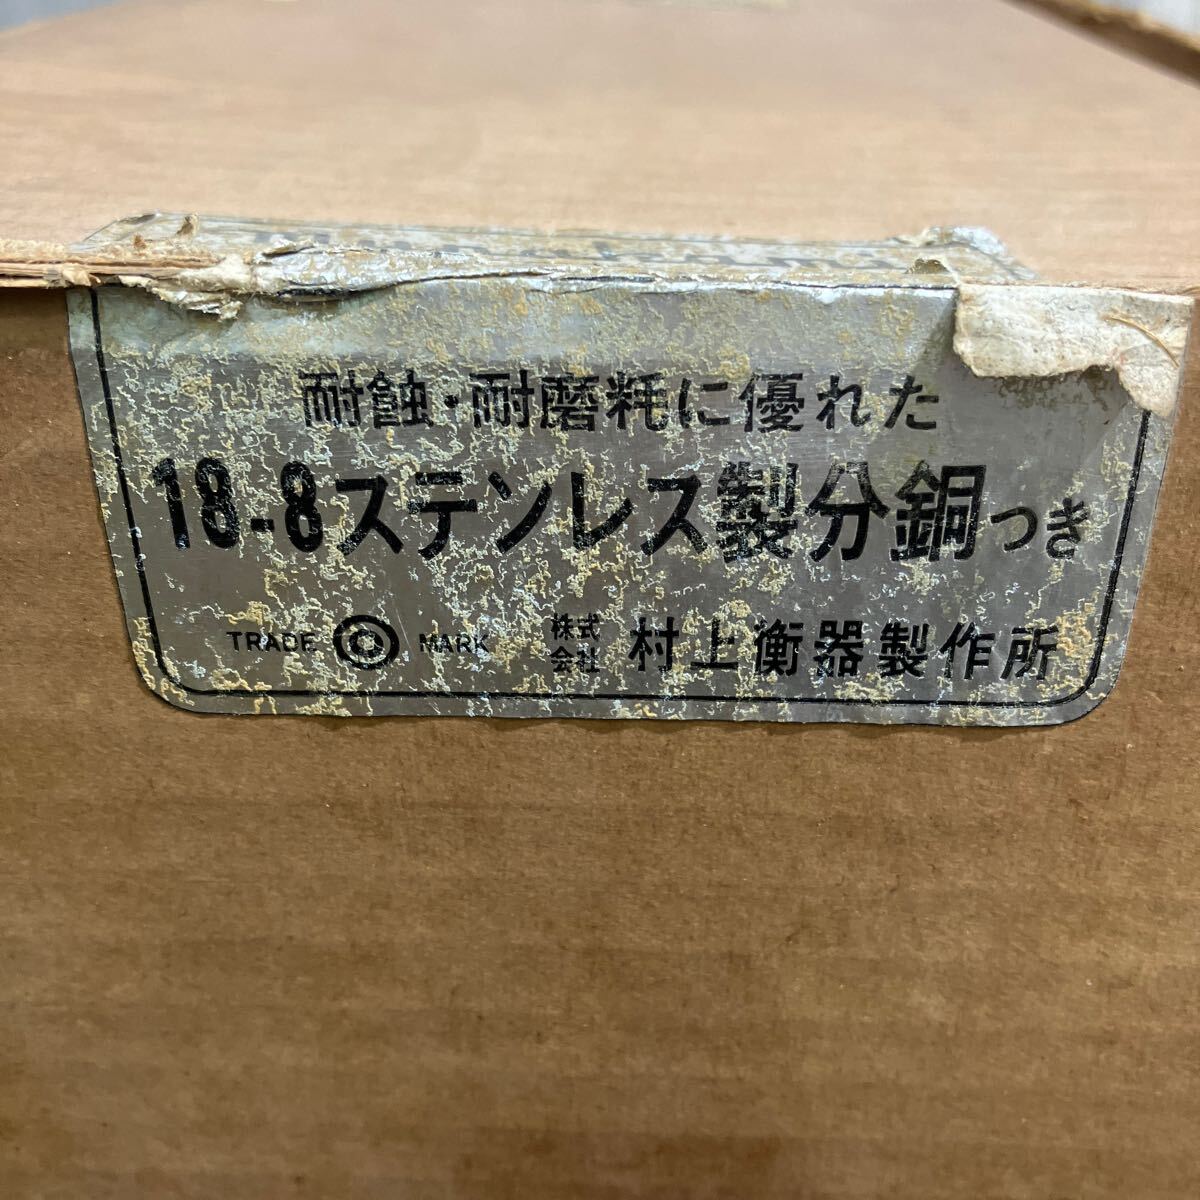 耐蝕・耐磨耗に優れた
18-8ステンレス製分銅つき
TRADE MARK 株式会社 村上衡器製作所